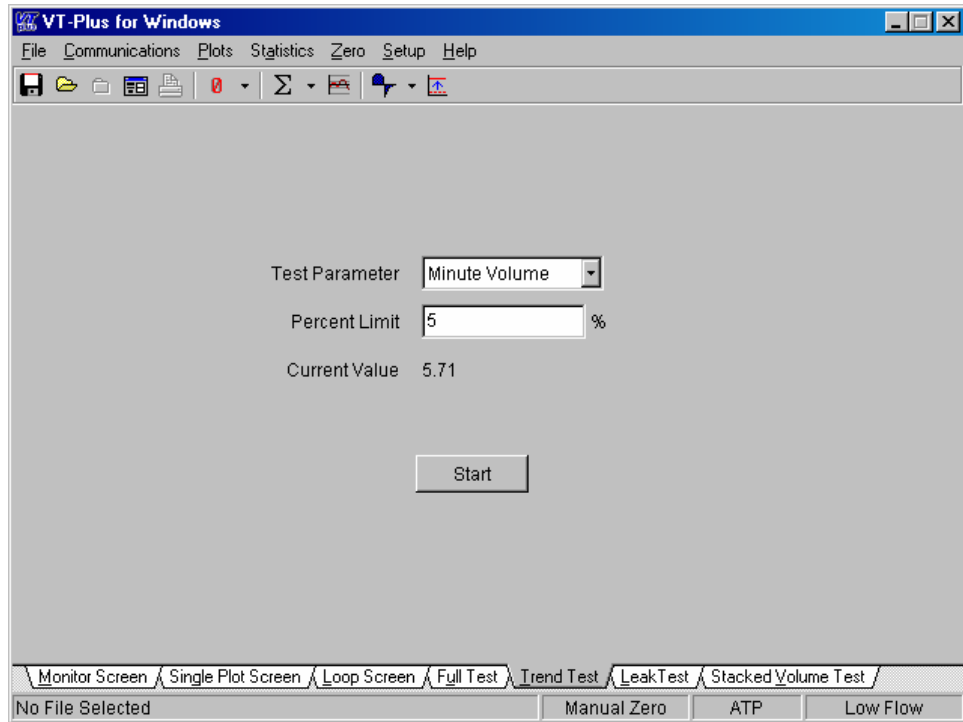 VT-Plus for Windows
File Communications Plots Statistics Zero Setup Help
0 Σ
Test Parameter Minute Volume
Percent Limit 5 %
Current Value 5.71
Start
Monitor Screen Single Plot Screen Loop Screen Full Test Trend Test LeakTest Stacked Volume Test
No File Selected Manual Zero ATP Low Flow